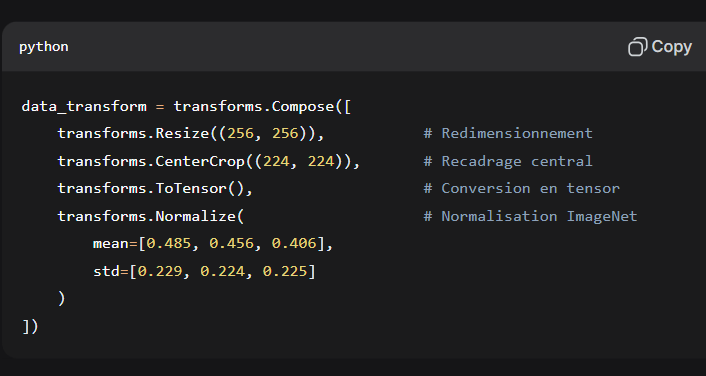 python
Copy
data_transform = transforms.Compose([
    transforms.Resize((256, 256)),           # Redimensionnement
    transforms.CenterCrop((224, 224)),       # Recadrage central
    transforms.ToTensor(),                   # Conversion en tensor
    transforms.Normalize(                    # Normalisation ImageNet
        mean=[0.485, 0.456, 0.406],
        std=[0.229, 0.224, 0.225]
    )
])